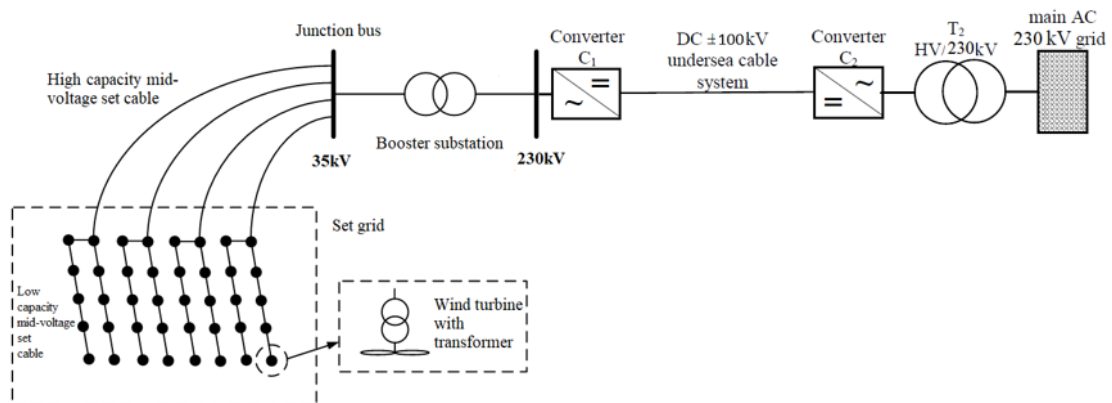 Junction bus
High capacity mid-
voltage set cable
Booster substation
35kV
230kV
Converter
C₁
=
~
DC ±100kV
undersea cable
system
Converter
C₂
~
=
T₂
HV/230kV
main AC
230 kV grid
Set grid
Low
capacity
mid-voltage
set
cable
Wind turbine
with
transformer